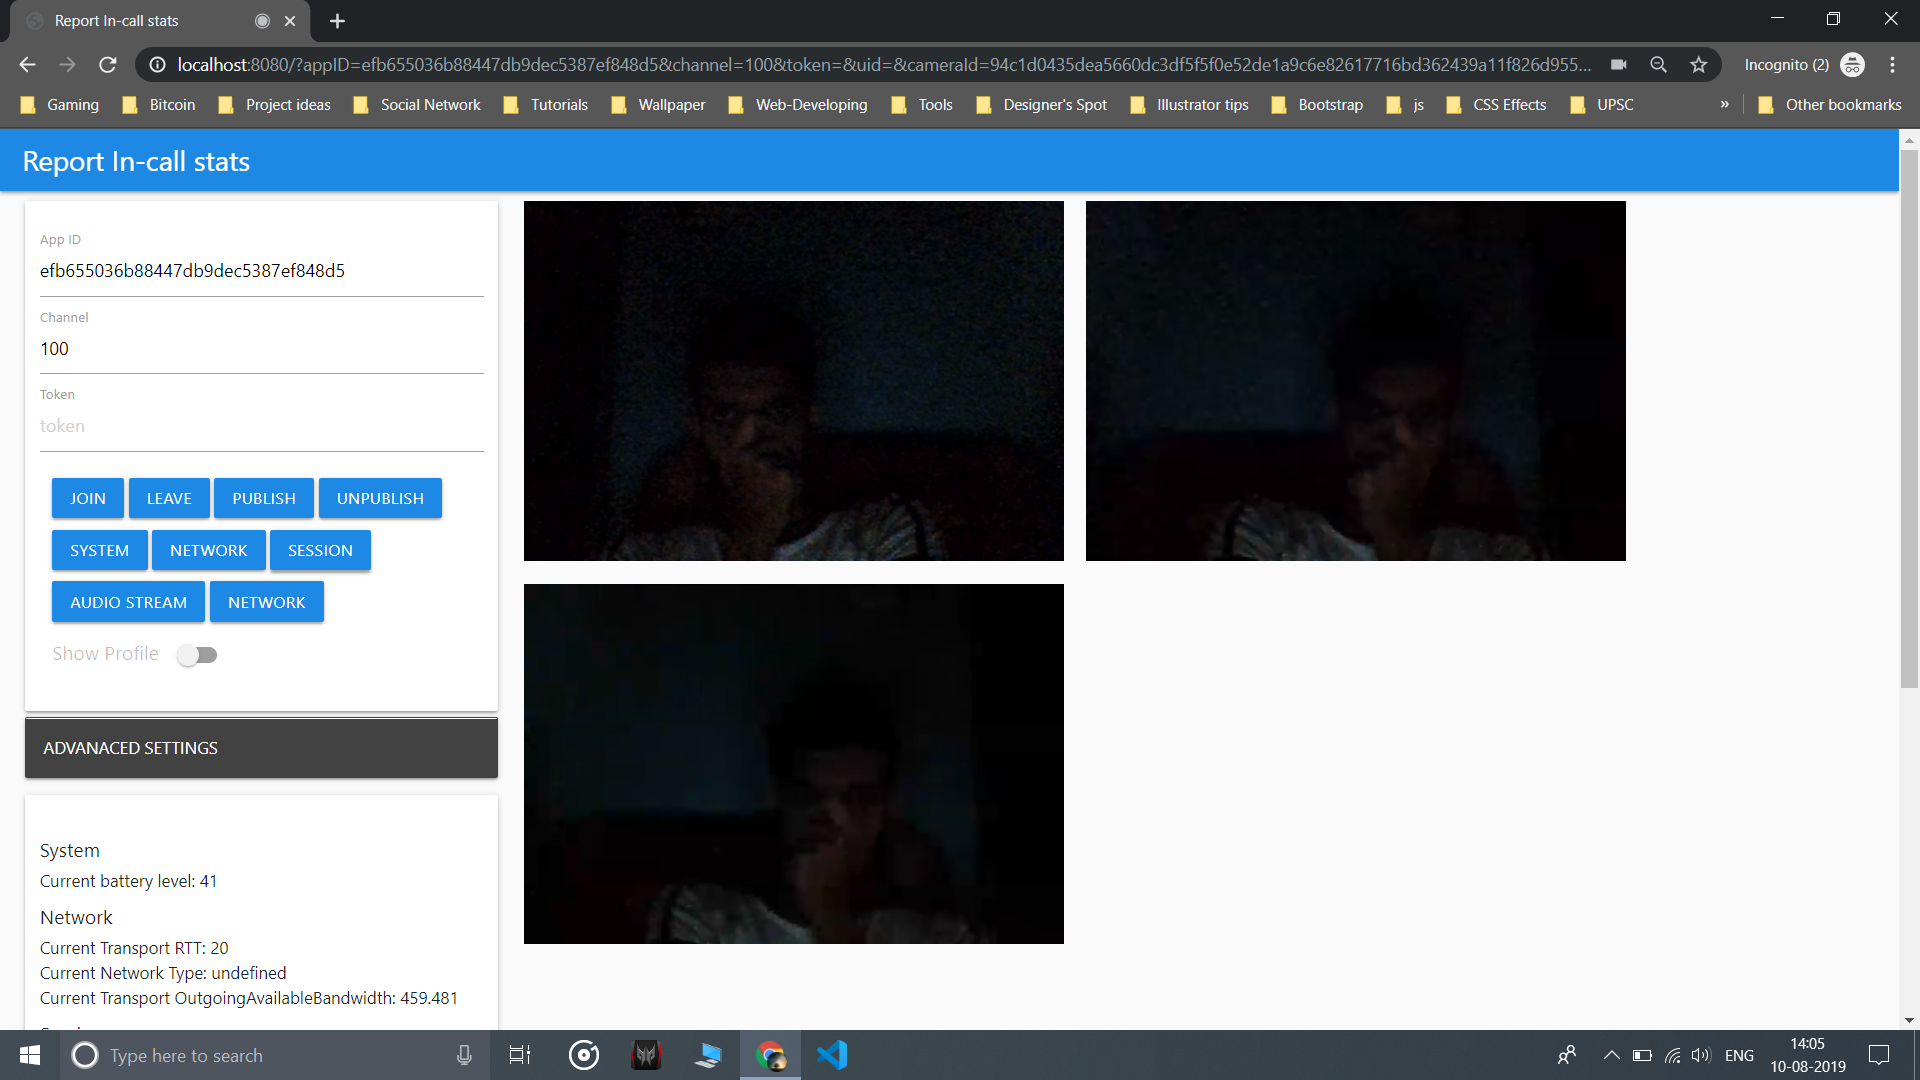 Report In-call stats
localhost:8080/?appID=efb655036b88447db9dec5387ef848d5&channel=100&token=&uid=&cameraId=94c1d0435dea5660dc3df5f5f0e52de1a9c6e82617716bd362439a11f826d955...
Incognito (2)
Gaming Bitcoin Project ideas Social Network Tutorials Wallpaper Web-Developing Tools Designer's Spot Illustrator tips Bootstrap js CSS Effects UPSC » Other bookmarks
Report In-call stats
App ID
efb655036b88447db9dec5387ef848d5
Channel
100
Token
token
JOIN LEAVE PUBLISH UNPUBLISH
SYSTEM NETWORK SESSION
AUDIO STREAM NETWORK
Show Profile
ADVANACED SETTINGS
System
Current battery level: 41
Network
Current Transport RTT: 20
Current Network Type: undefined
Current Transport OutgoingAvailableBandwidth: 459.481
Type here to search
ENG
14:05
10-08-2019